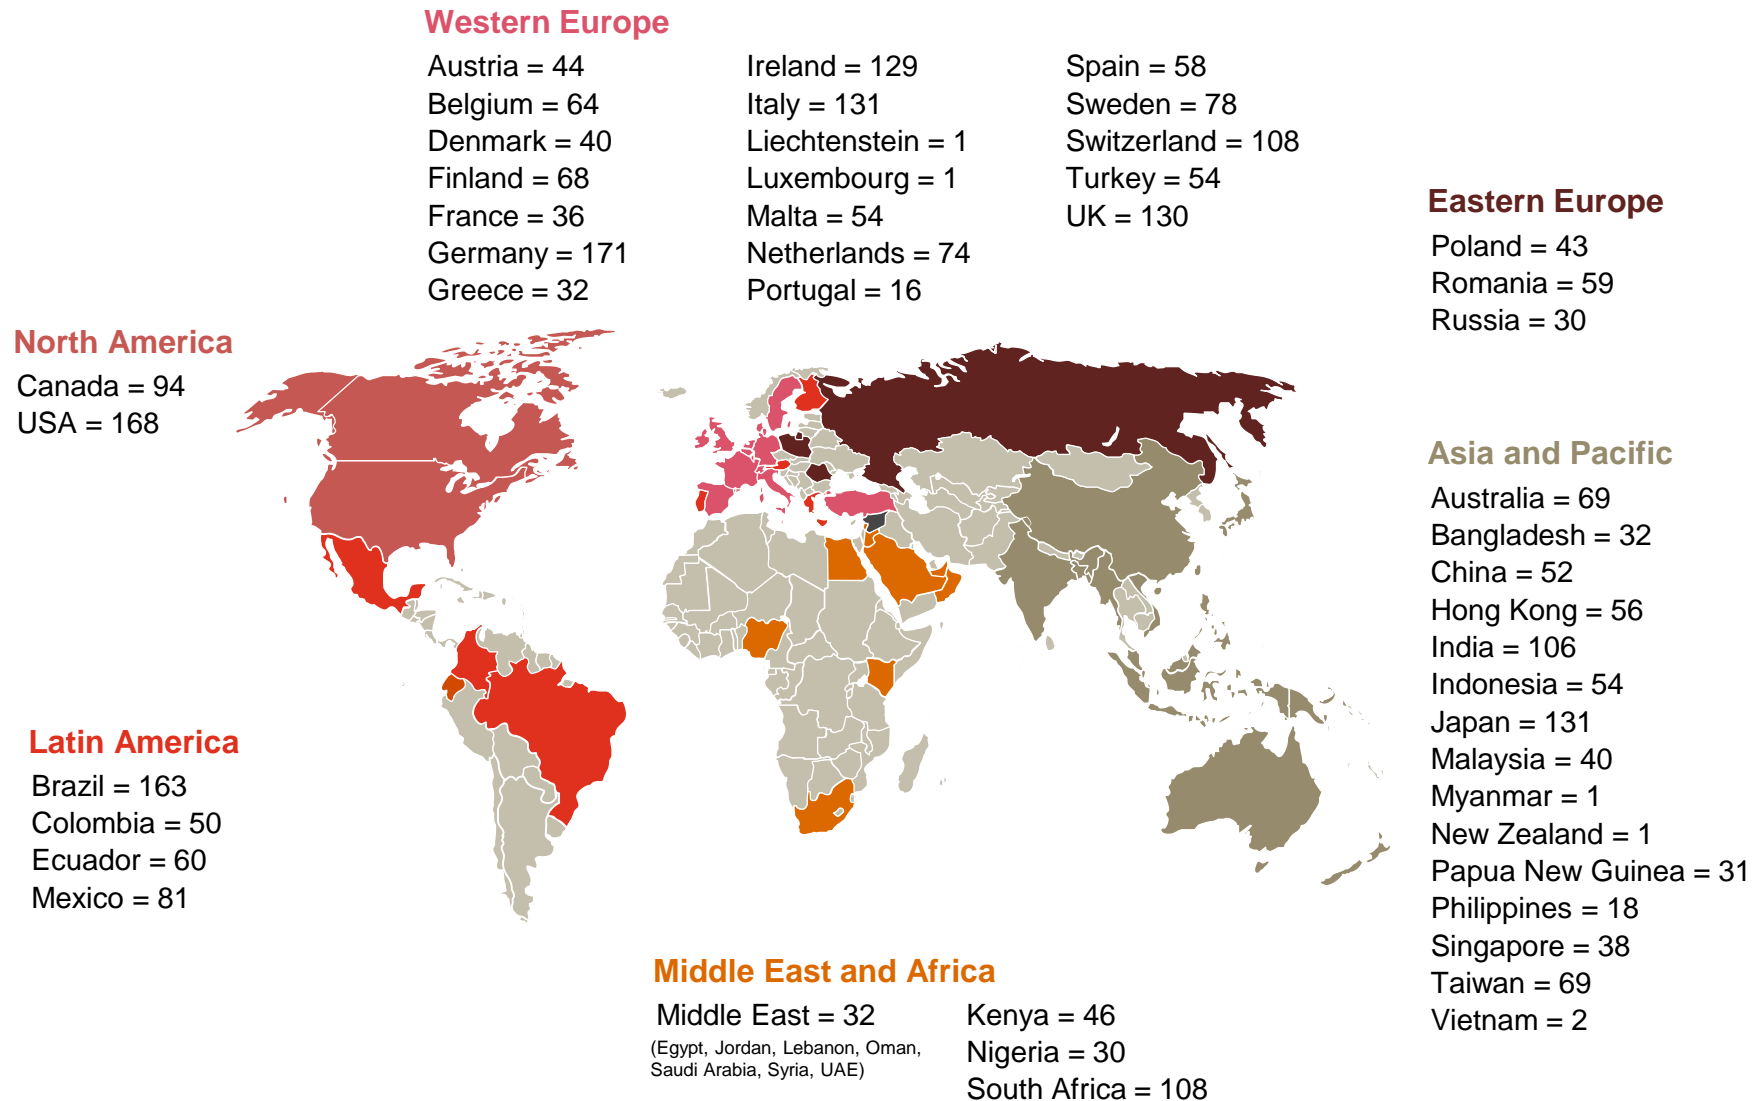 Western Europe
Austria = 44
Belgium = 64
Denmark = 40
Finland = 68
France = 36
Germany = 171
Greece = 32
Ireland = 129
Italy = 131
Liechtenstein = 1
Luxembourg = 1
Malta = 54
Netherlands = 74
Portugal = 16
Spain = 58
Sweden = 78
Switzerland = 108
Turkey = 54
UK = 130
Eastern Europe
Poland = 43
Romania = 59
Russia = 30
North America
Canada = 94
USA = 168
Asia and Pacific
Australia = 69
Bangladesh = 32
China = 52
Hong Kong = 56
India = 106
Indonesia = 54
Japan = 131
Malaysia = 40
Myanmar = 1
New Zealand = 1
Papua New Guinea = 31
Philippines = 18
Singapore = 38
Taiwan = 69
Vietnam = 2
Latin America
Brazil = 163
Colombia = 50
Ecuador = 60
Mexico = 81
Middle East and Africa
Middle East = 32
(Egypt, Jordan, Lebanon, Oman,
Saudi Arabia, Syria, UAE)
Kenya = 46
Nigeria = 30
South Africa = 108